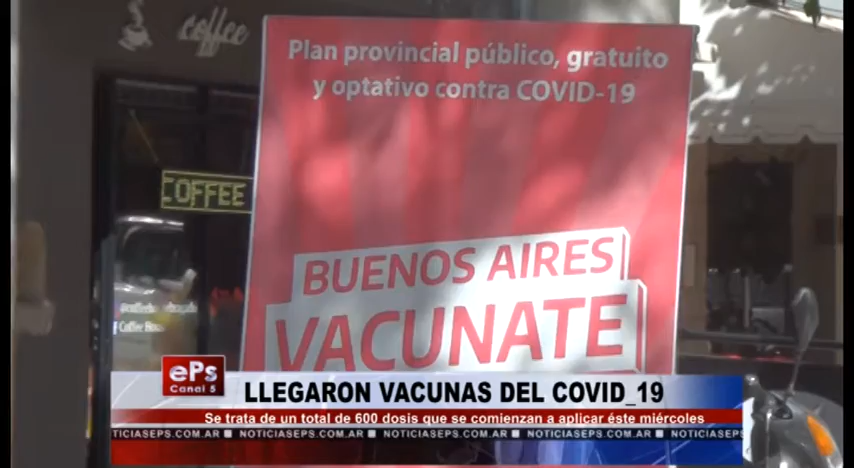 coffee
Plan provincial público, gratuito
y optativo contra COVID-19
COFFEE
BUENOS AIRES
VACUNATE
Coffee
ePs
Canal 5
LLEGARON VACUNAS DEL COVID_19
Se trata de un total de 600 dosis que se comienzan a aplicar éste miércoles
NOTICIASEPS.COM.AR NOTICIASEPS.COM.AR NOTICIASEPS.COM.AR NOTICIASEPS.COM.AR NOTICIASEPS